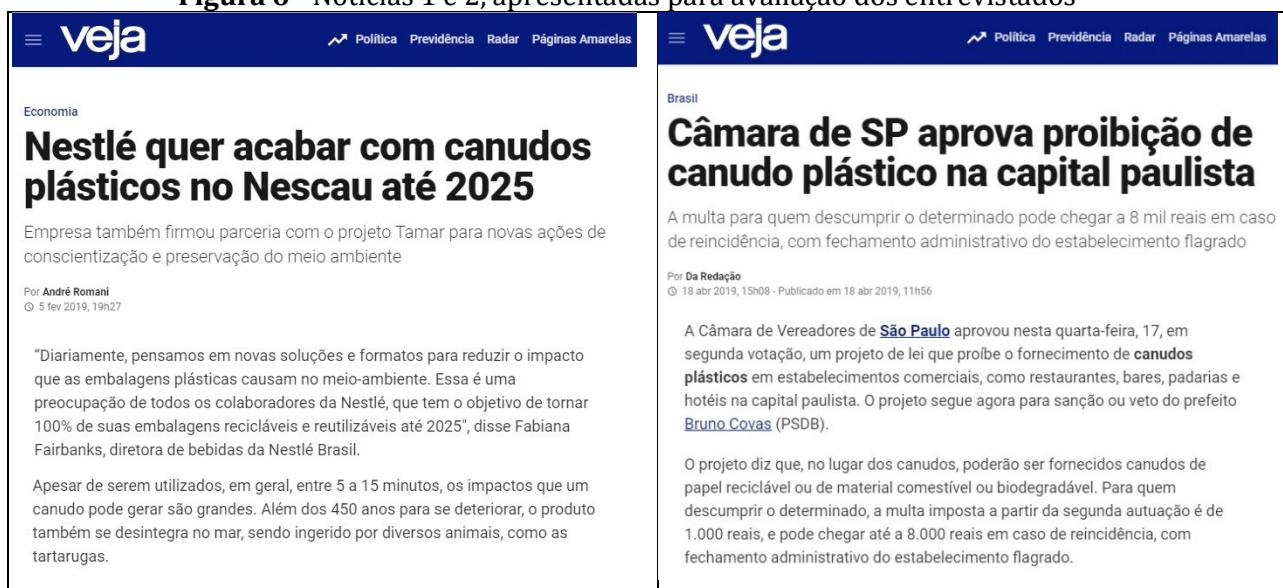 Figura 6 - Notícias 1 e 2, apresentadas para avaliação dos entrevistados
veja
Política Previdência Radar Páginas Amarelas
Economia
Nestlé quer acabar com canudos
plásticos no Nescau até 2025
Empresa também firmou parceria com o projeto Tamar para novas ações de
conscientização e preservação do meio ambiente
Por André Romani
5 fev 2019, 19h27
"Diariamente, pensamos em novas soluções e formatos para reduzir o impacto
que as embalagens plásticas causam no meio-ambiente. Essa é uma
preocupação de todos os colaboradores da Nestlé, que tem o objetivo de tornar
100% de suas embalagens recicláveis e reutilizáveis até 2025", disse Fabiana
Fairbanks, diretora de bebidas da Nestlé Brasil.
Apesar de serem utilizados, em geral, entre 5 a 15 minutos, os impactos que um
canudo pode gerar são grandes. Além dos 450 anos para se deteriorar, o produto
também se desintegra no mar, sendo ingerido por diversos animais, como as
tartarugas.
veja
Política Previdência Radar Páginas Amarelas
Brasil
Câmara de SP aprova proibição de
canudo plástico na capital paulista
A multa para quem descumprir o determinado pode chegar a 8 mil reais em caso
de reincidência, com fechamento administrativo do estabelecimento flagrado
Por Da Redação
18 abr 2019, 15h08 - Publicado em 18 abr 2019, 11h56
A Câmara de Vereadores de São Paulo aprovou nesta quarta-feira, 17, em
segunda votação, um projeto de lei que proíbe o fornecimento de canudos
plásticos em estabelecimentos comerciais, como restaurantes, bares, padarias e
hotéis na capital paulista. O projeto segue agora para sanção ou veto do prefeito
Bruno Covas (PSDB).
O projeto diz que, no lugar dos canudos, poderão ser fornecidos canudos de
papel reciclável ou de material comestível ou biodegradável. Para quem
descumprir o determinado, a multa imposta a partir da segunda autuação é de
1.000 reais, e pode chegar até a 8.000 reais em caso de reincidência, com
fechamento administrativo do estabelecimento flagrado.